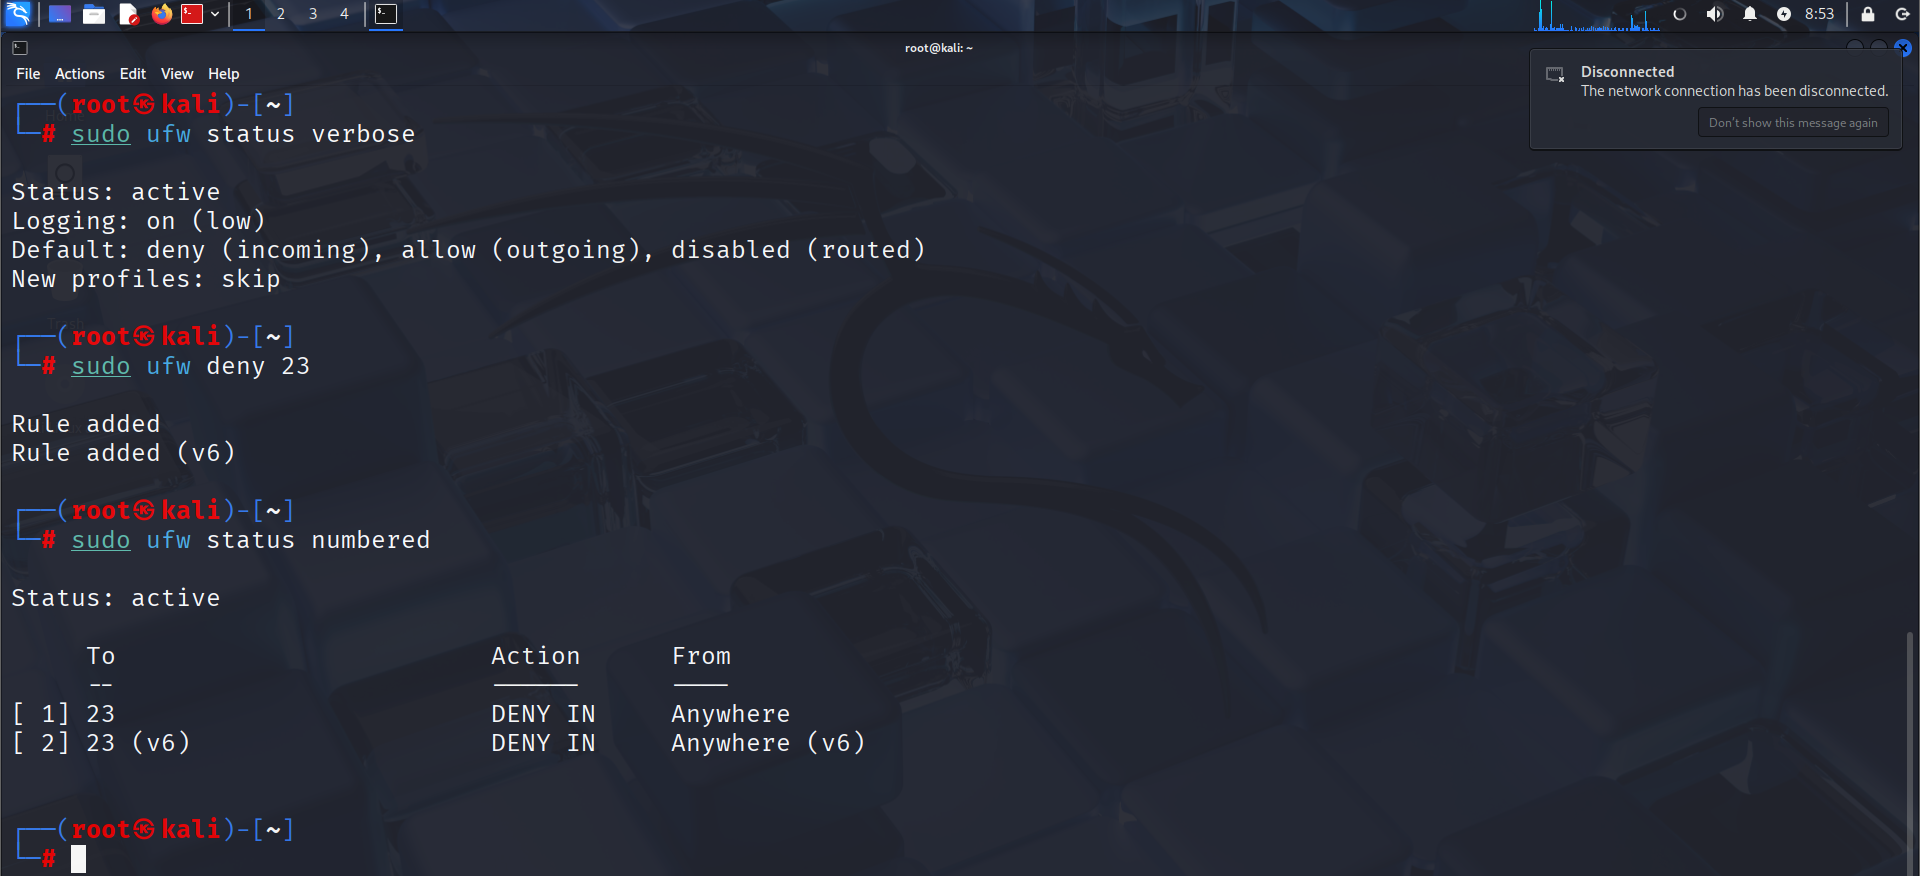 1 2 3 4 8:53
root@kali: ~
File Actions Edit View Help
Disconnected
The network connection has been disconnected.
Don't show this message again
┌──(root㉿kali)-[~]
└─# sudo ufw status verbose
Status: active
Logging: on (low)
Default: deny (incoming), allow (outgoing), disabled (routed)
New profiles: skip
┌──(root㉿kali)-[~]
└─# sudo ufw deny 23
Rule added
Rule added (v6)
┌──(root㉿kali)-[~]
└─# sudo ufw status numbered
Status: active
To Action From
-- ------ ----
[ 1] 23 DENY IN Anywhere
[ 2] 23 (v6) DENY IN Anywhere (v6)
┌──(root㉿kali)-[~]
└─#